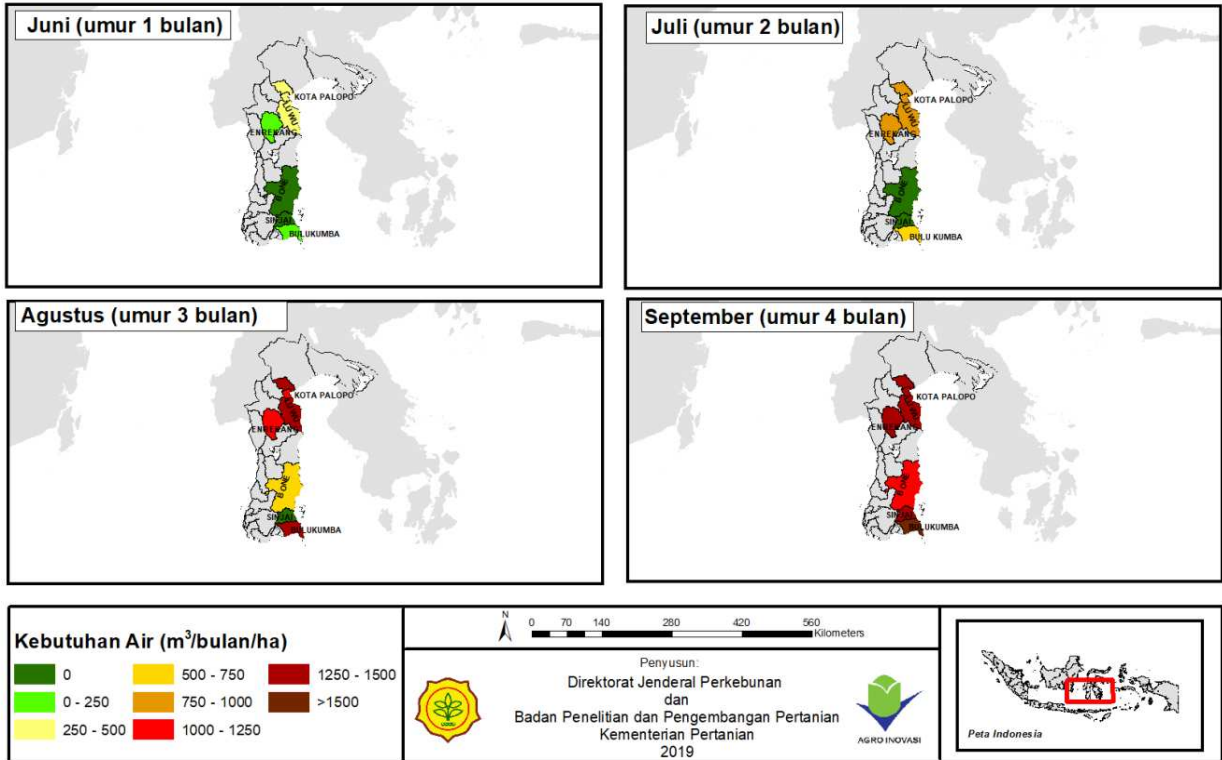 Juni (umur 1 bulan)
KOTA PALOPO
LUWU
ENREKANG
BONE
SINJAI
BULUKUMBA
Juli (umur 2 bulan)
KOTA PALOPO
LUWU
ENREKANG
BONE
SINJAI
BULU KUMBA
Agustus (umur 3 bulan)
KOTA PALOPO
LUWU
ENREKANG
BONE
SINJAI
BULUKUMBA
September (umur 4 bulan)
KOTA PALOPO
LUWU
ENREKANG
BONE
SINJAI
BULUKUMBA
Kebutuhan Air (m³/bulan/ha)
0
0 - 250
250 - 500
500 - 750
750 - 1000
1000 - 1250
1250 - 1500
>1500
N
0 70 140 280 420 560
Kilometers
Penyusun:
Direktorat Jenderal Perkebunan
dan
Badan Penelitian dan Pengembangan Pertanian
Kementerian Pertanian
2019
AGRO INOVASI
Peta Indonesia